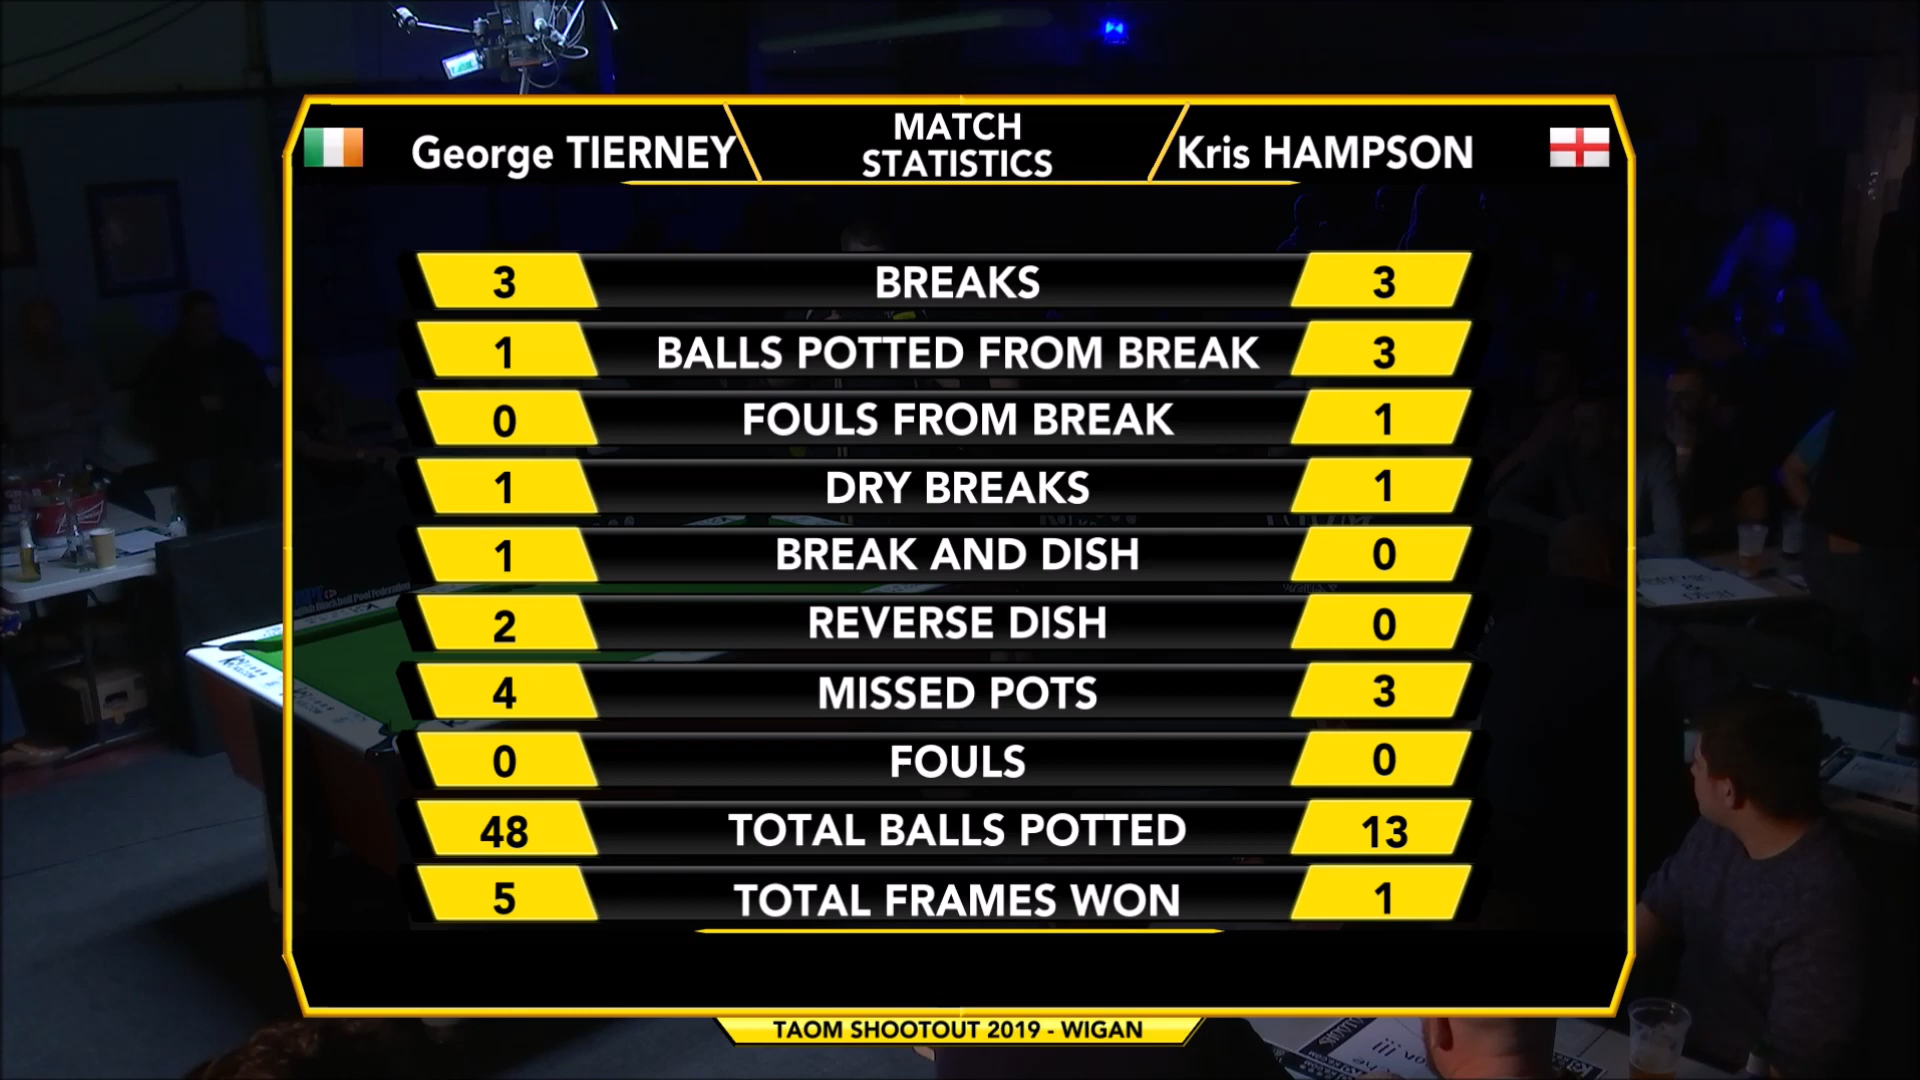 George TIERNEY
MATCH
STATISTICS
Kris HAMPSON
3 BREAKS 3
1 BALLS POTTED FROM BREAK 3
0 FOULS FROM BREAK 1
1 DRY BREAKS 1
1 BREAK AND DISH 0
2 REVERSE DISH 0
4 MISSED POTS 3
0 FOULS 0
48 TOTAL BALLS POTTED 13
5 TOTAL FRAMES WON 1
TAOM SHOOTOUT 2019 - WIGAN